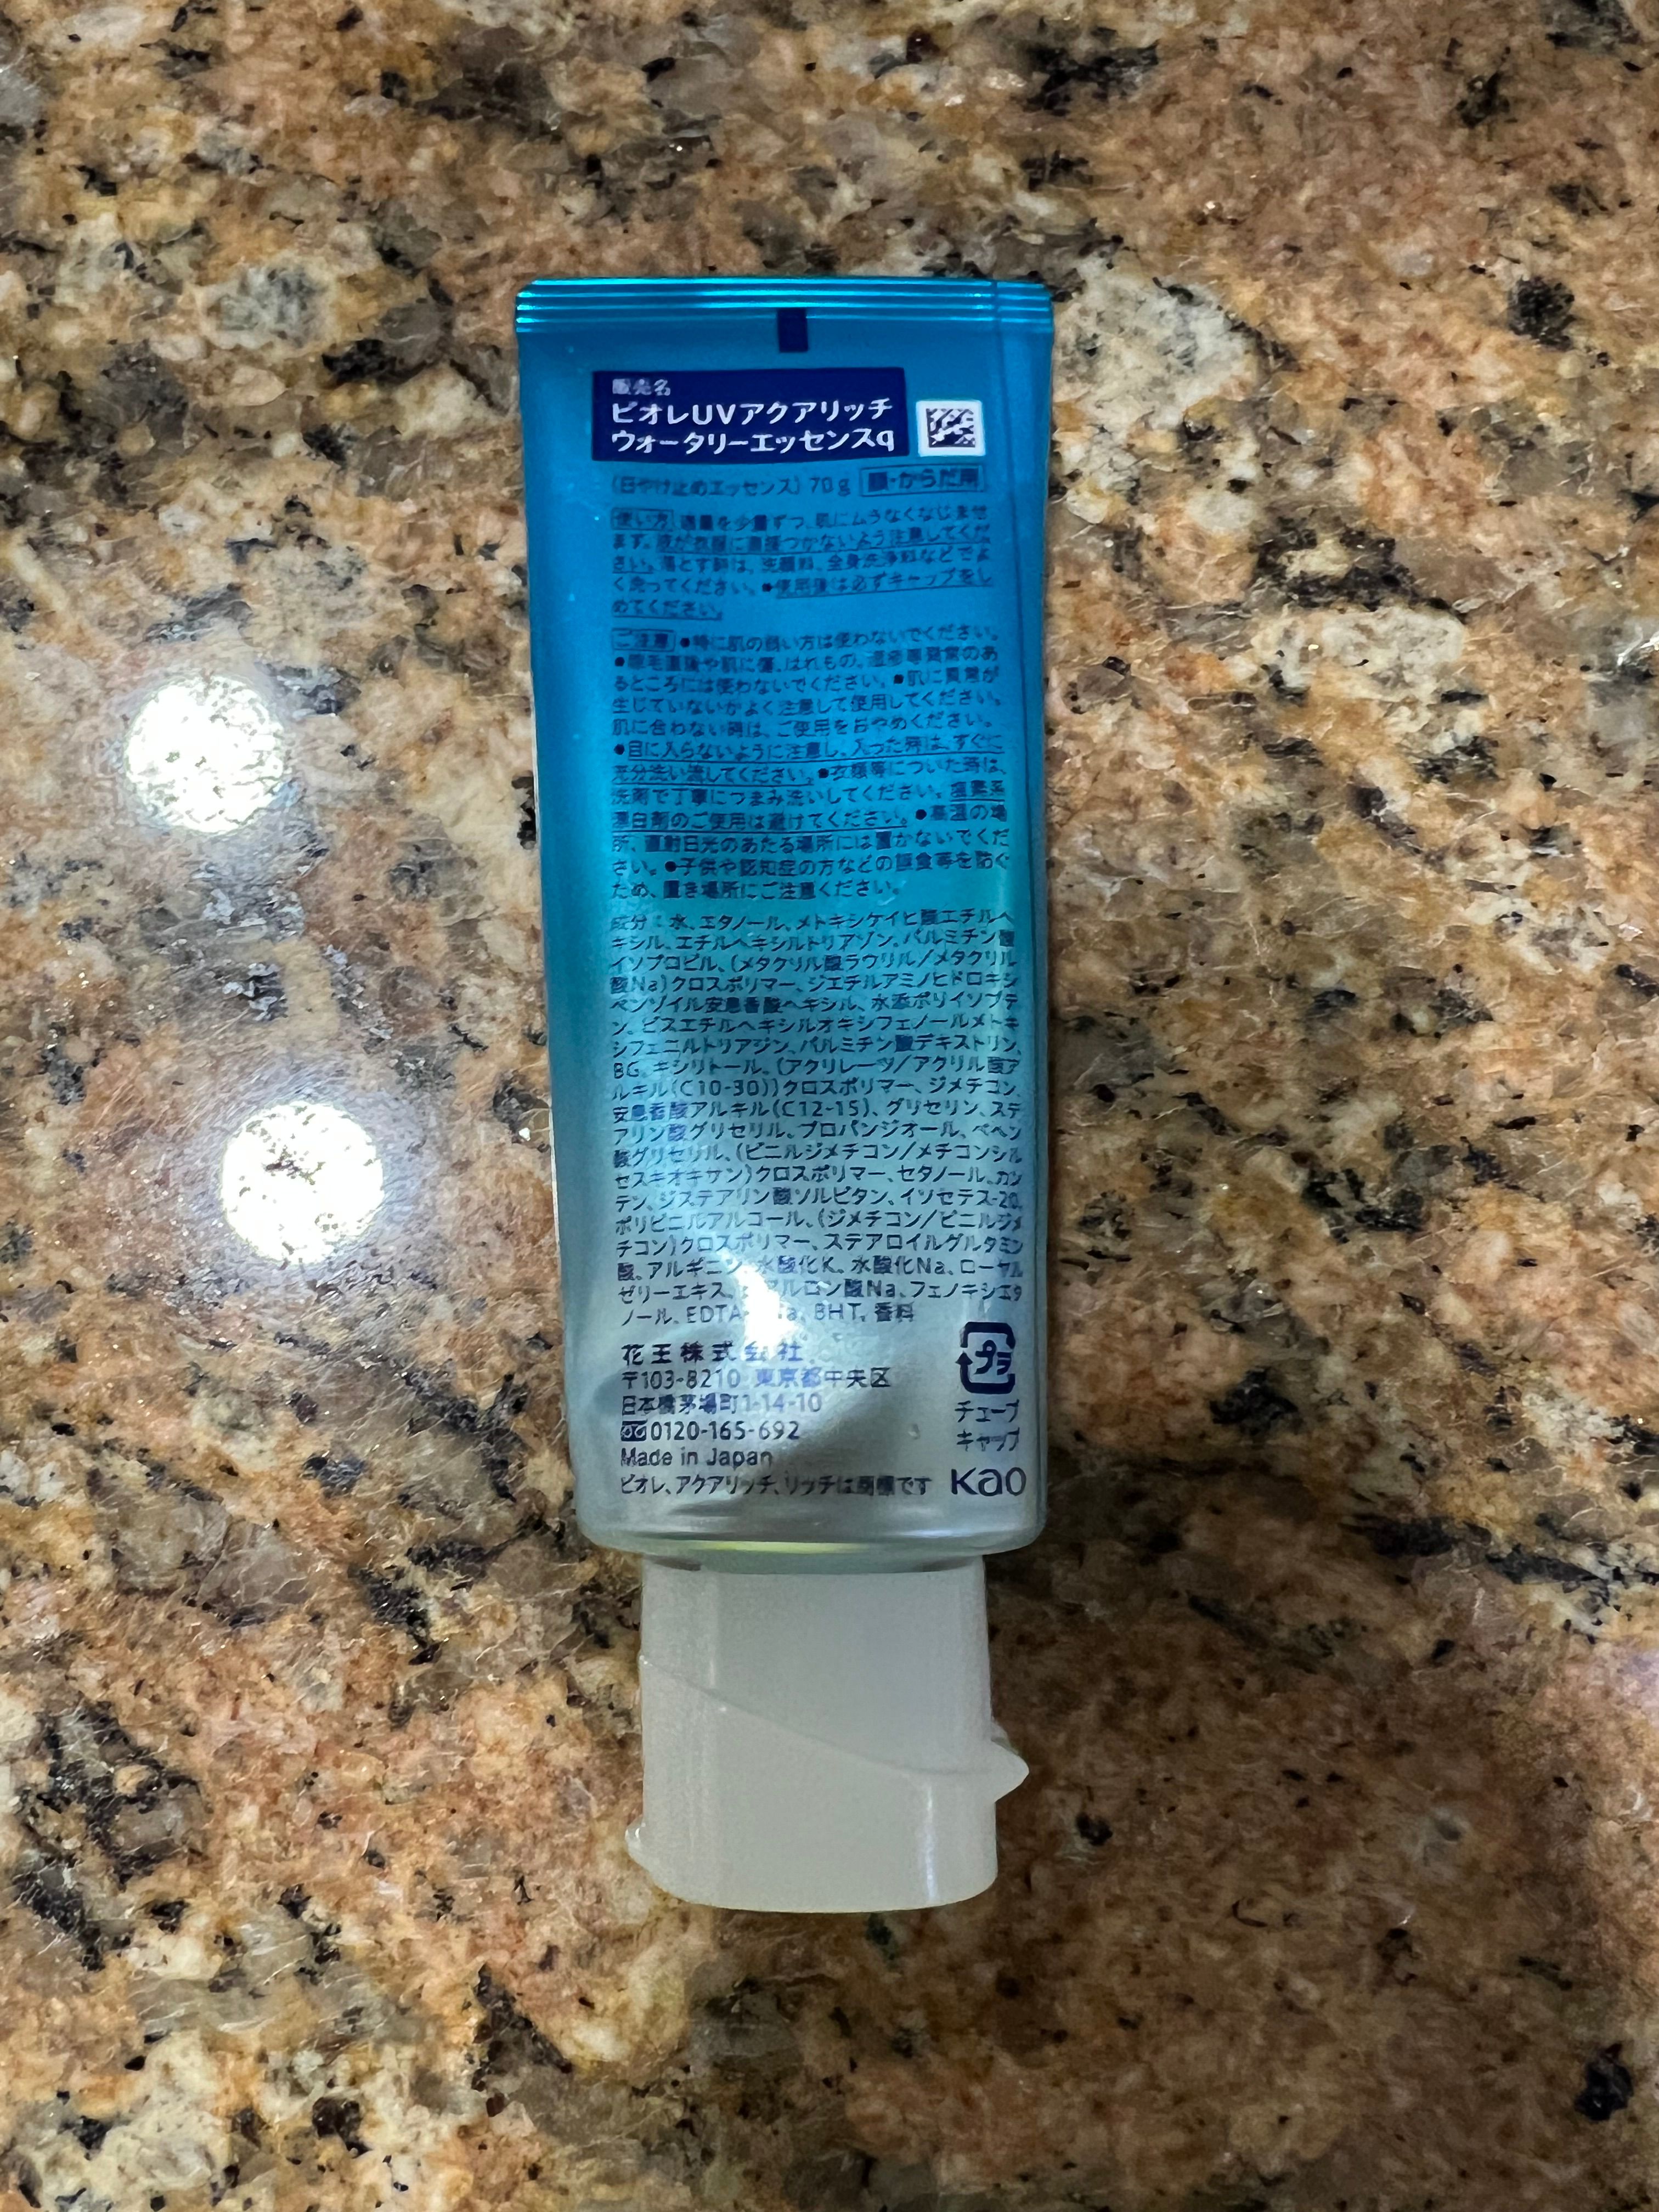 販売名
ビオレUVアクアリッチ
ウォータリーエッセンスq
(日やけ止めエッセンス) 70g 顔・からだ用
使い方 適量を少量ずつ、肌にムラなくなじませ
ます。液が衣服に直接つかないよう注意してくだ
さい。落とす時は、洗顔料、全身洗浄料などでよ
く洗ってください。●使用後は必ずキャップをし
めてください。
ご注意 ●特に肌の弱い方は使わないでください。
●除毛直後や肌に傷、はれもの、湿疹等異常のあ
るところには使わないでください。●肌に異常が
生じていないかよく注意して使用してください。
肌に合わない時は、ご使用をおやめください。
●目に入らないように注意し、入った時は、すぐに
充分洗い流してください。●衣類等についた時は、
洗剤で丁寧につまみ洗いしてください。塩素系
漂白剤のご使用は避けてください。●高温の場
所、直射日光のあたる場所には置かないでくだ
さい。●子供や認知症の方などの誤食等を防ぐ
ため、置き場所にご注意ください。
成分:水、エタノール、メトキシケイヒ酸エチルヘ
キシル、エチルヘキシルトリアゾン、パルミチン酸
イソプロピル、(メタクリル酸ラウリル/メタクリル
酸Na)クロスポリマー、ジエチルアミノヒドロキシ
ベンゾイル安息香酸ヘキシル、水添ポリイソブテ
ン、ビスエチルヘキシルオキシフェノールメトキ
シフェニルトリアジン、パルミチン酸デキストリン、
BG、キシリトール、(アクリレーツ/アクリル酸ア
ルキル(C10-30))クロスポリマー、ジメチコン、
安息香酸アルキル(C12-15)、グリセリン、ステ
アリン酸グリセリル、プロパンジオール、ベヘン
酸グリセリル、(ビニルジメチコン/メチコンシル
セスキオキサン)クロスポリマー、セタノール、カン
テン、ジステアリン酸ソルビタン、イソセテス-20、
ポリビニルアルコール、(ジメチコン/ビニルジメ
チコン)クロスポリマー、ステアロイルグルタミン
酸、アルギニン、水酸化K、水酸化Na、ローヤル
ゼリーエキス、ヒアルロン酸Na、フェノキシエタ
ノール、EDTA-   BHT、香料
花王株式会社
〒103-8210 東京都中央区
日本橋茅場町1-14-10
0120-165-692
Made in Japan
ビオレ、アクアリッチ、リッチは商標です
プラ
チューブ
キャップ
Kao